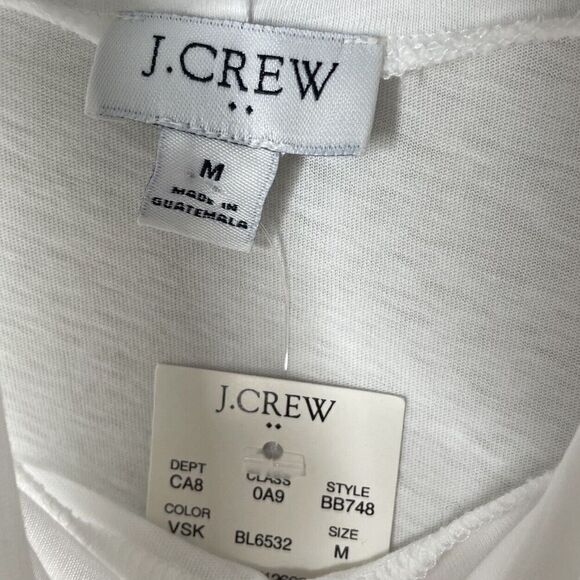 J.CREW
M
MADE IN
GUATEMALA
J.CREW
DEPT CLASS STYLE
CA8 0A9 BB748
COLOR SIZE
VSK BL6532 M